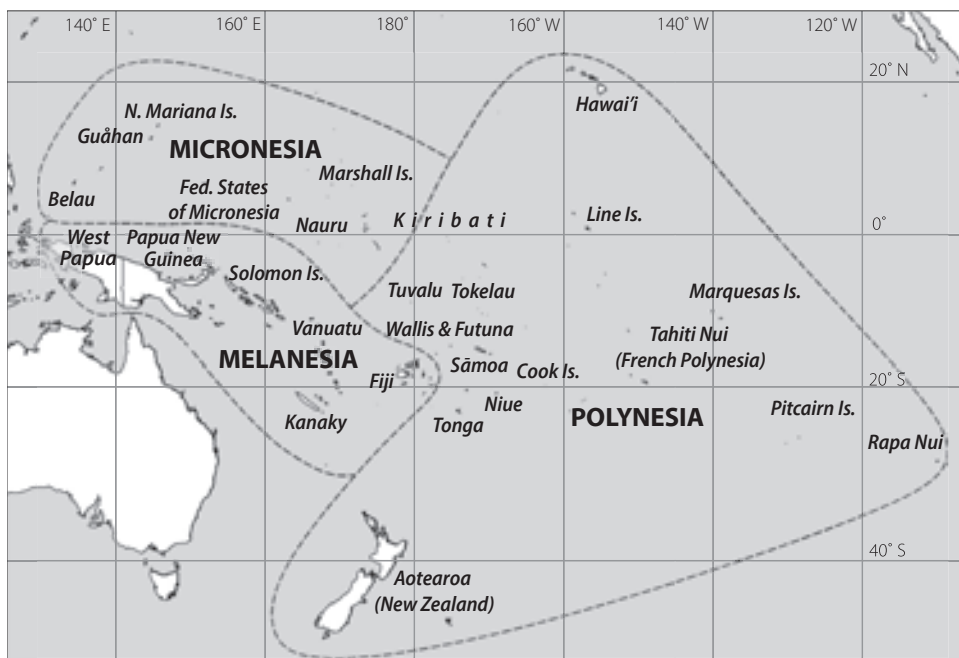 140˚ E
160˚ E
180˚
160˚ W
140˚ W
120˚ W
20˚ N
Hawai’i
N. Mariana Is.
Guåhan
MICRONESIA
Marshall Is.
Belau
Fed. States
of Micronesia
Nauru
Kiribati
Line Is.
0˚
West
Papua
Papua New
Guinea
Solomon Is.
Tuvalu
Tokelau
Marquesas Is.
Vanuatu
Wallis & Futuna
Tahiti Nui
(French Polynesia)
MELANESIA
Sāmoa
Cook Is.
Fiji
20˚ S
Niue
Pitcairn Is.
Kanaky
Tonga
POLYNESIA
Rapa Nui
40˚ S
Aotearoa
(New Zealand)